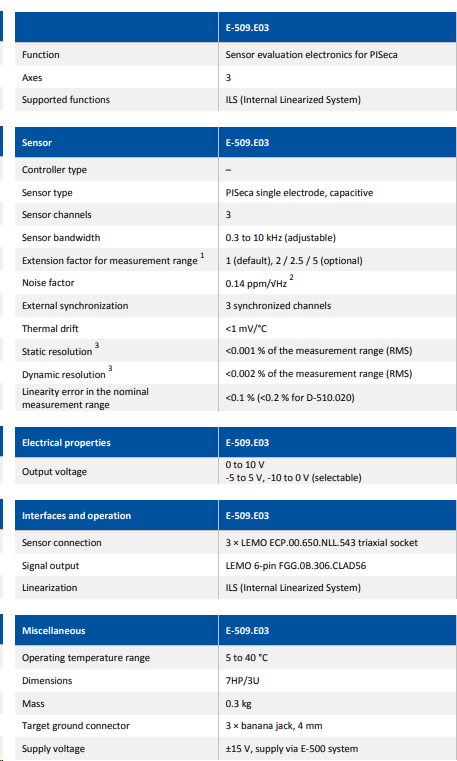 E-509.E03
Function Sensor evaluation electronics for PISeca
Axes 3
Supported functions ILS (Internal Linearized System)
Sensor E-509.E03
Controller type –
Sensor type PISeca single electrode, capacitive
Sensor channels 3
Sensor bandwidth 0.3 to 10 kHz (adjustable)
Extension factor for measurement range 1 1 (default), 2 / 2.5 / 5 (optional)
Noise factor 0.14 ppm/√Hz 2
External synchronization 3 synchronized channels
Thermal drift <1 mV/°C
Static resolution 3 <0.001 % of the measurement range (RMS)
Dynamic resolution 3 <0.002 % of the measurement range (RMS)
Linearity error in the nominal
measurement range <0.1 % (<0.2 % for D-510.020)
Electrical properties E-509.E03
Output voltage 0 to 10 V
-5 to 5 V, -10 to 0 V (selectable)
Interfaces and operation E-509.E03
Sensor connection 3 × LEMO ECP.00.650.NLL.543 triaxial socket
Signal output LEMO 6-pin FGG.0B.306.CLAD56
Linearization ILS (Internal Linearized System)
Miscellaneous E-509.E03
Operating temperature range 5 to 40 °C
Dimensions 7HP/3U
Mass 0.3 kg
Target ground connector 3 × banana jack, 4 mm
Supply voltage ±15 V, supply via E-500 system